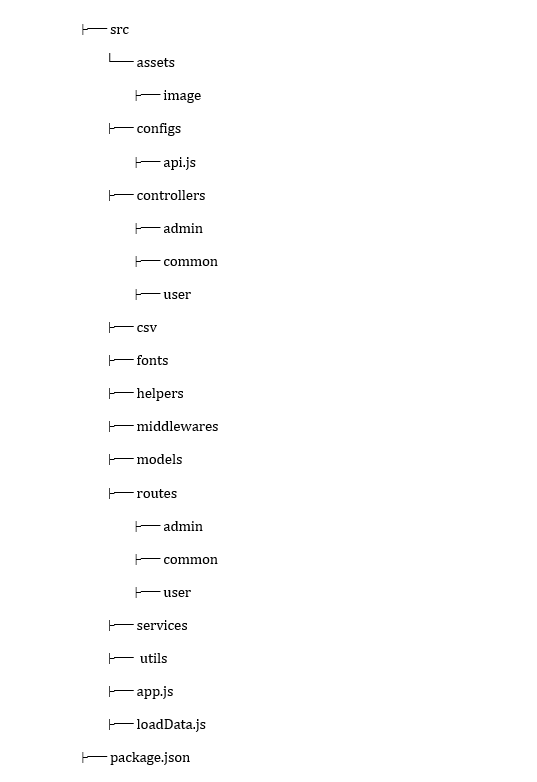 ├── src
└── assets
├── image
├── configs
├── api.js
├── controllers
├── admin
├── common
├── user
├── csv
├── fonts
├── helpers
├── middlewares
├── models
├── routes
├── admin
├── common
├── user
├── services
├── utils
├── app.js
├── loadData.js
├── package.json